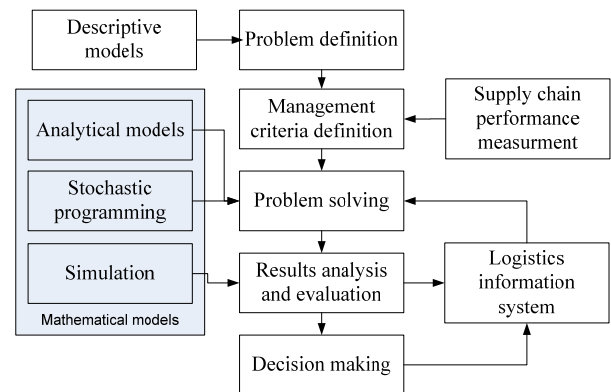 Descriptive
models
Problem definition
Management
criteria definition
Supply chain
performance
measurment
Analytical models
Stochastic
programming
Problem solving
Simulation
Results analysis
and evaluation
Logistics
information
system
Mathematical models
Decision making